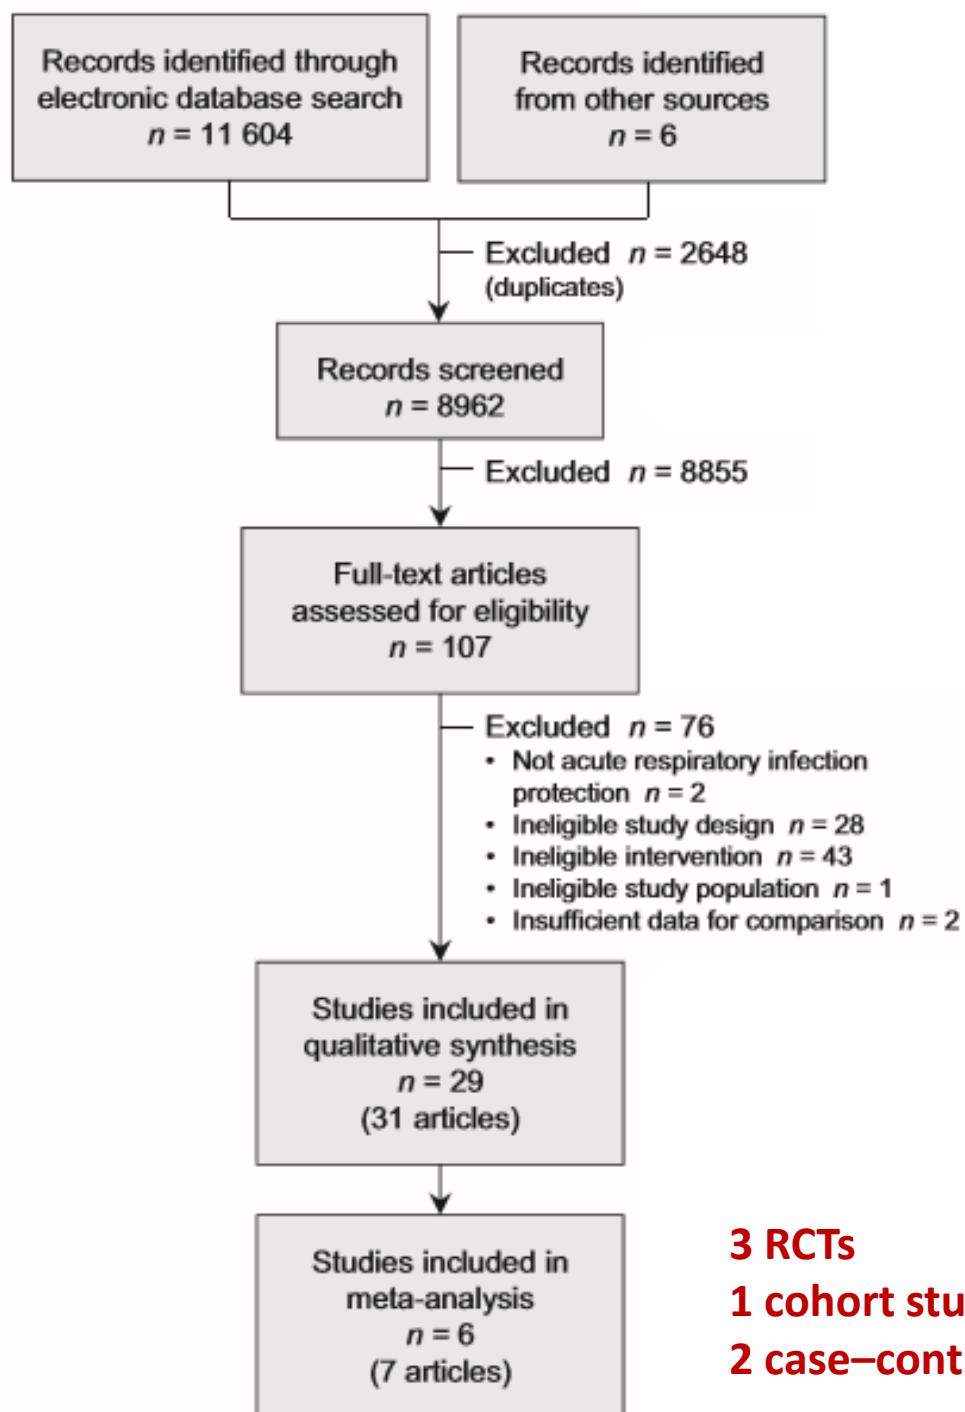 Records identified through
electronic database search
n = 11 604
Records identified
from other sources
n = 6
Excluded n = 2648
(duplicates)
Records screened
n = 8962
Excluded n = 8855
Full-text articles
assessed for eligibility
n = 107
Excluded n = 76
• Not acute respiratory infection
protection n = 2
• Ineligible study design n = 28
• Ineligible intervention n = 43
• Ineligible study population n = 1
• Insufficient data for comparison n = 2
Studies included in
qualitative synthesis
n = 29
(31 articles)
Studies included in
meta-analysis
n = 6
(7 articles)
3 RCTs
1 cohort stu
2 case–cont